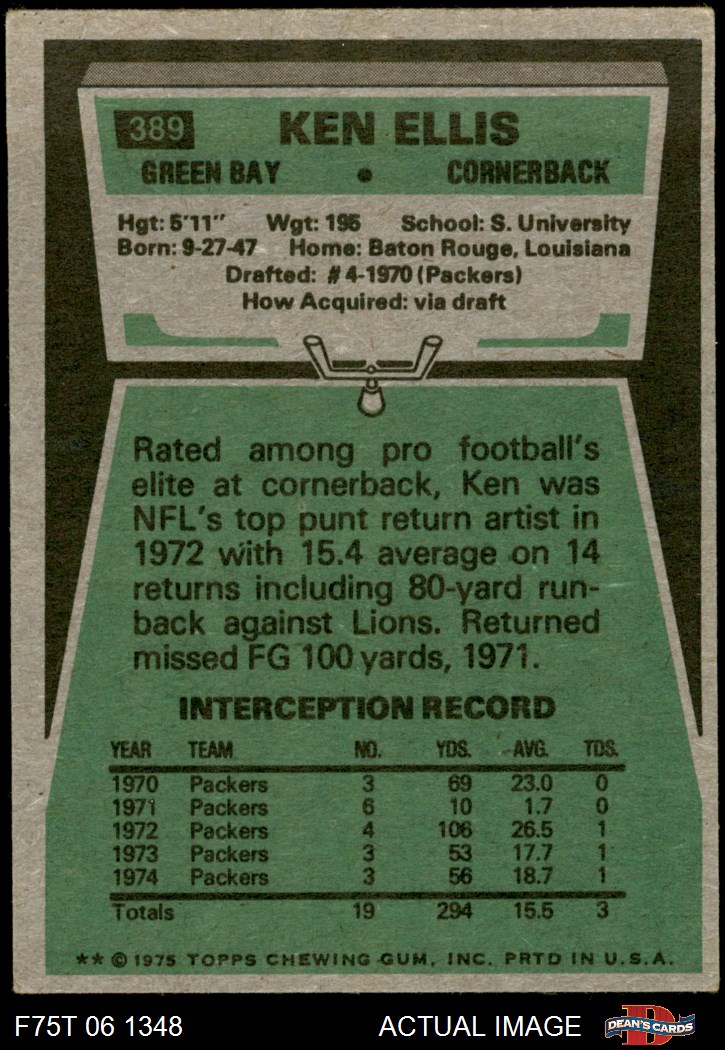 389 KEN ELLIS
GREEN BAY • CORNERBACK
Hgt: 5'11" Wgt: 195 School: S. University
Born: 9-27-47 Home: Baton Rouge, Louisiana
Drafted: #4-1970 (Packers)
How Acquired: via draft
Rated among pro football's
elite at cornerback, Ken was
NFL's top punt return artist in
1972 with 15.4 average on 14
returns including 80-yard run-
back against Lions. Returned
missed FG 100 yards, 1971.
INTERCEPTION RECORD
YEAR TEAM NO. YDS. AVG. TDS.
1970 Packers 3 69 23.0 0
1971 Packers 6 10 1.7 0
1972 Packers 4 106 26.5 1
1973 Packers 3 53 17.7 1
1974 Packers 3 56 18.7 1
Totals 19 294 15.5 3
** © 1975 TOPPS CHEWING GUM, INC. PRTD IN U.S.A.
F75T 06 1348 ACTUAL IMAGE D DEAN'S CARDS